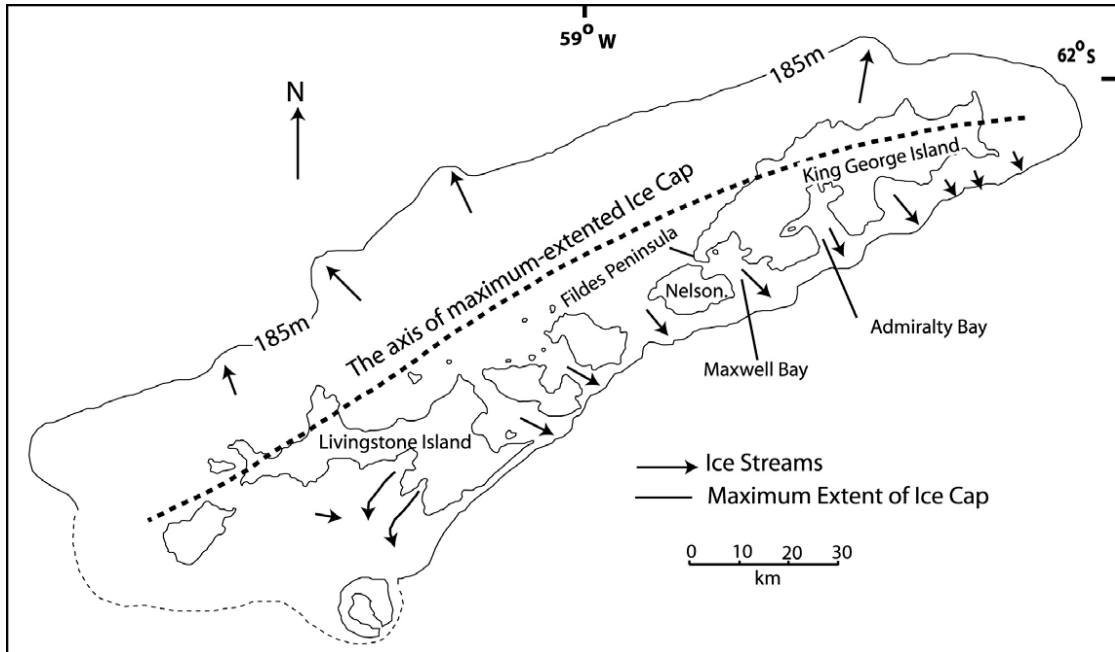 59° W
62° S
N
185m
185m
The axis of maximum-extented Ice Cap
King George Island
Fildes Peninsula
Nelson.
Admiralty Bay
Maxwell Bay
Livingstone Island
Ice Streams
Maximum Extent of Ice Cap
0 10 20 30
km